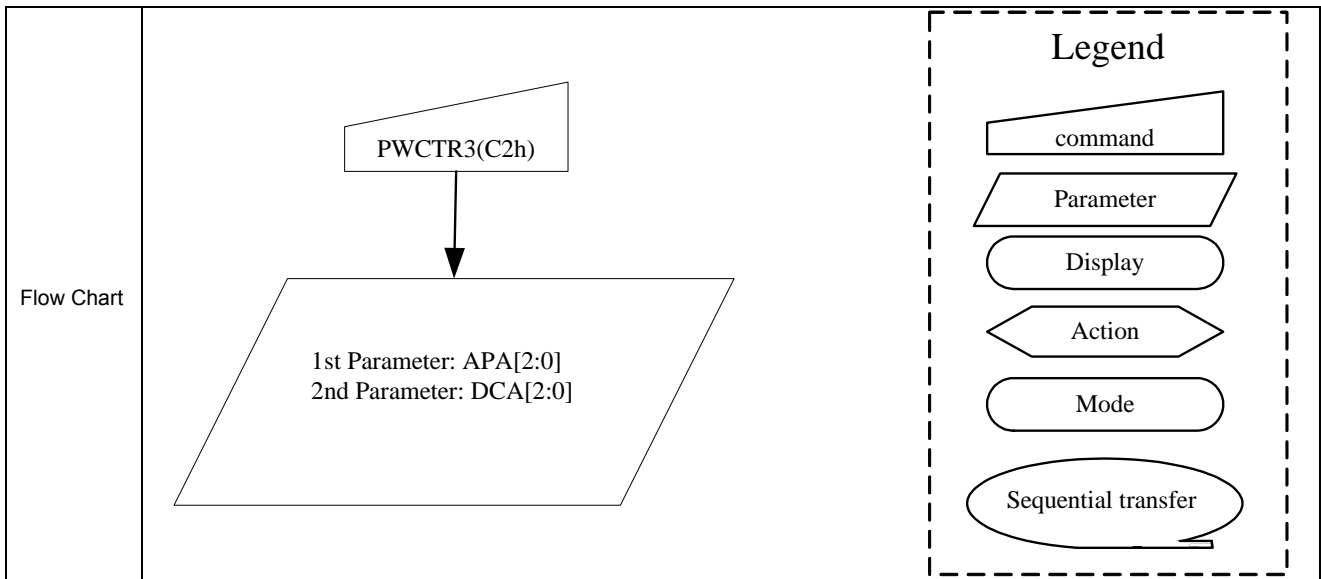 Flow Chart
PWCTR3(C2h)
1st Parameter: APA[2:0]
2nd Parameter: DCA[2:0]
Legend
command
Parameter
Display
Action
Mode
Sequential transfer